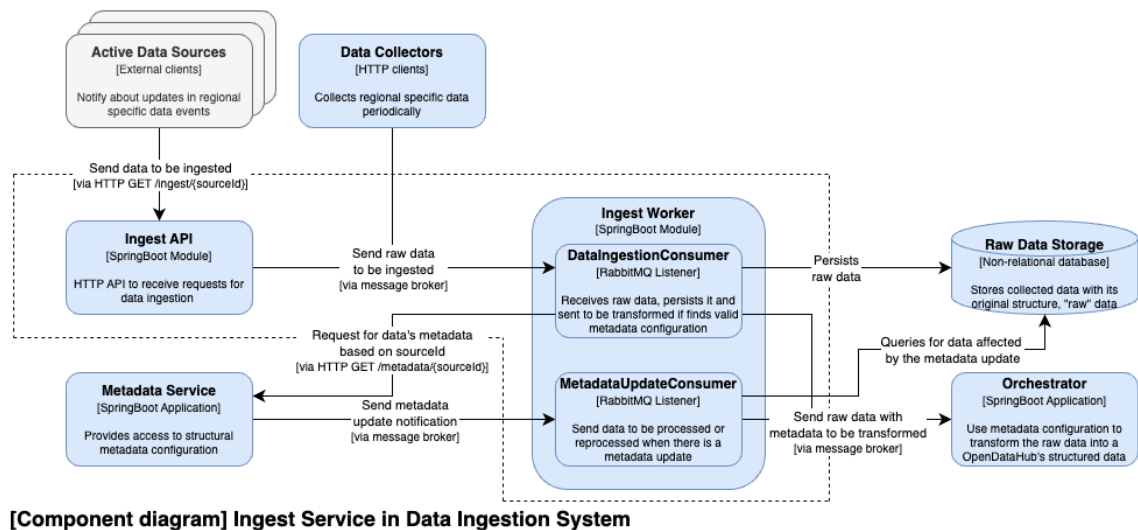 Active Data Sources
[External clients]
Notify about updates in regional
specific data events
Data Collectors
[HTTP clients]
Collects regional specific data
periodically
Send data to be ingested
[via HTTP GET /ingest/{sourceId}]
Ingest API
[SpringBoot Module]
HTTP API to receive requests for
data ingestion
Send raw data
to be ingested
[via message broker]
Ingest Worker
[SpringBoot Module]
DataIngestionConsumer
[RabbitMQ Listener]
Receives raw data, persists it and
sent to be transformed if finds valid
metadata configuration
Persists
raw data
Raw Data Storage
[Non-relational database]
Stores collected data with its
original structure, "raw" data
Request for data's metadata
based on sourceId
[via HTTP GET /metadata/{sourceId}]
Queries for data affected
by the metadata update
Metadata Service
[SpringBoot Application]
Provides access to structural
metadata configuration
Send metadata
update notification
[via message broker]
MetadataUpdateConsumer
[RabbitMQ Listener]
Send data to be processed or
reprocessed when there is a
metadata update
Send raw data with
metadata to be transformed
[via message broker]
Orchestrator
[SpringBoot Application]
Use metadata configuration to
transform the raw data into a
OpenDataHub's structured data
[Component diagram] Ingest Service in Data Ingestion System